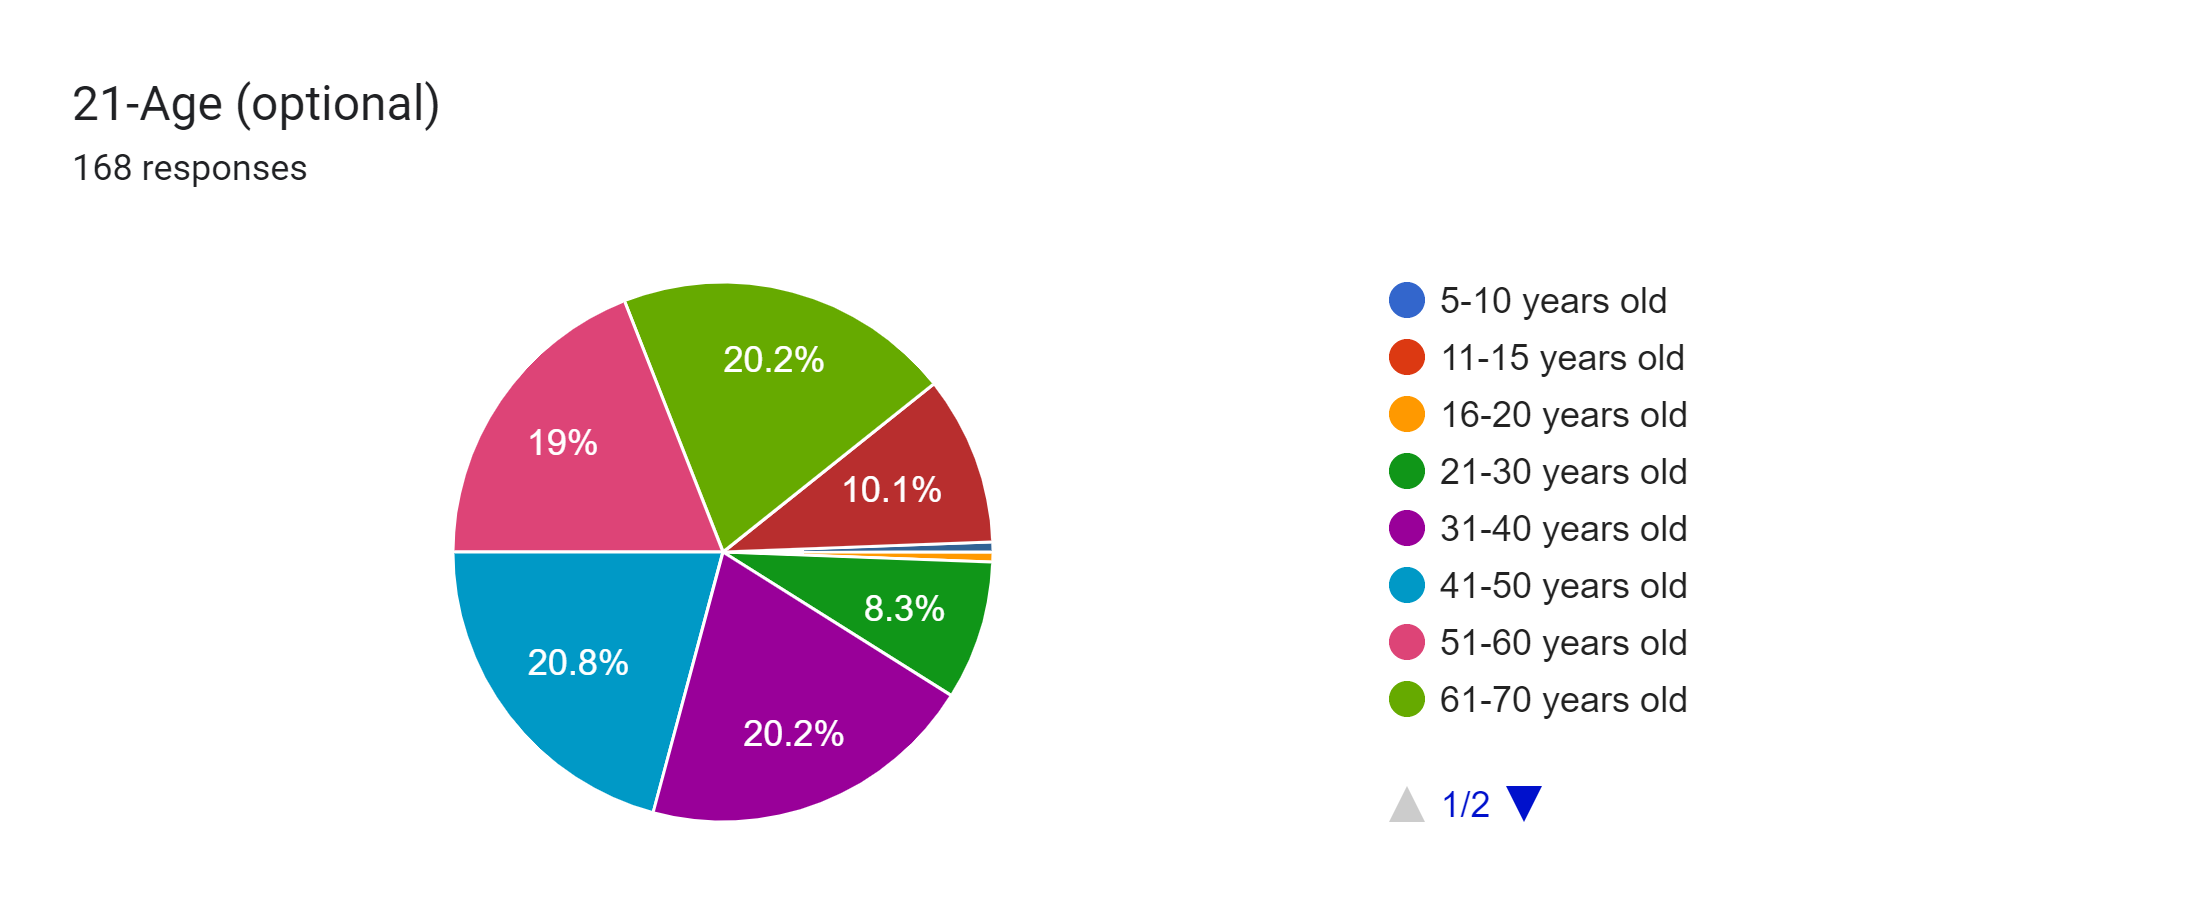 21-Age (optional)
168 responses
20.2%
19%
10.1%
8.3%
20.8%
20.2%
5-10 years old
11-15 years old
16-20 years old
21-30 years old
31-40 years old
41-50 years old
51-60 years old
61-70 years old
1/2